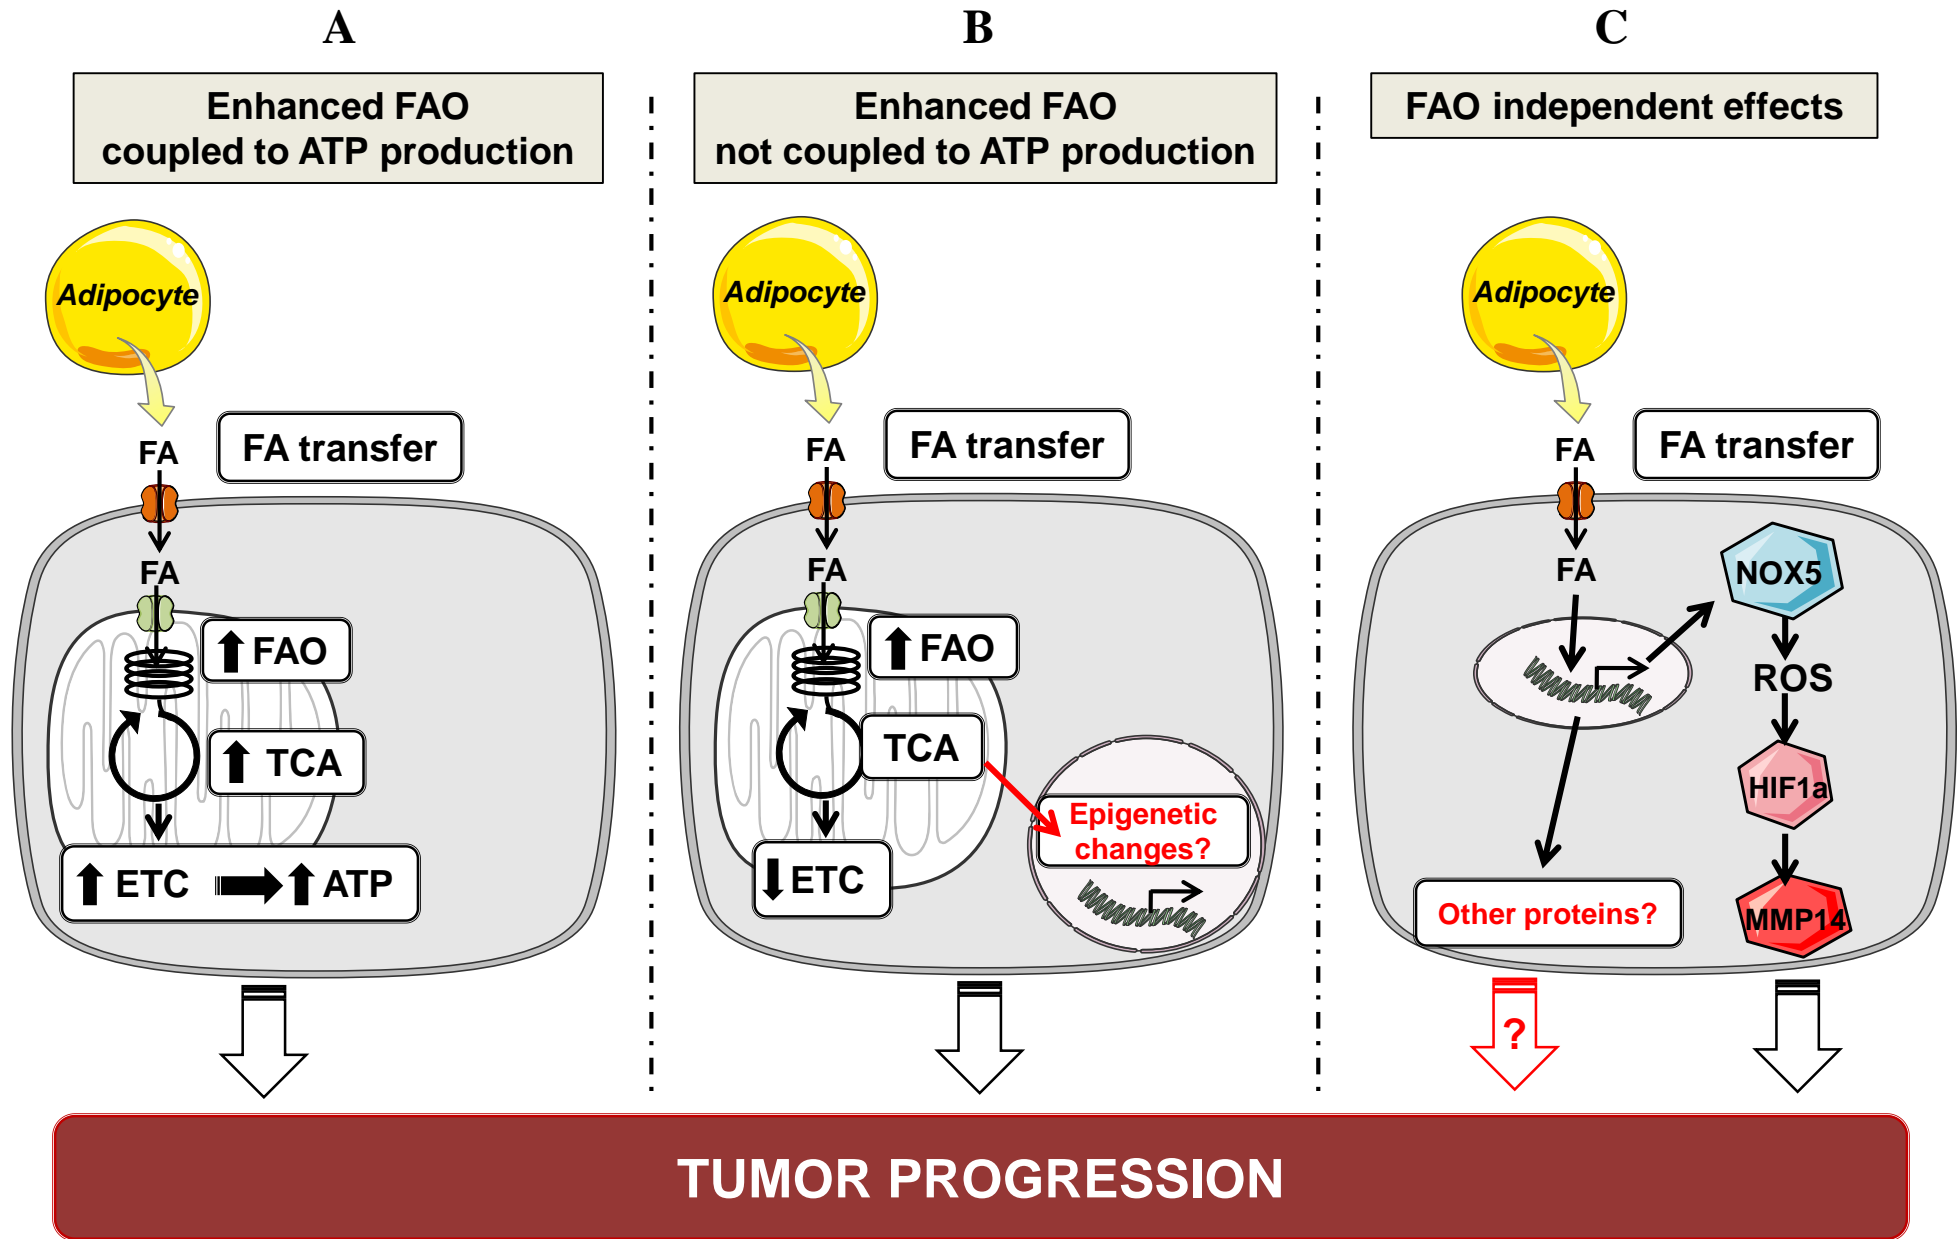 A
Enhanced FAO
coupled to ATP production
Adipocyte
FA
FA transfer
FA
FAO
TCA
ETC
ATP
B
Enhanced FAO
not coupled to ATP production
Adipocyte
FA
FA transfer
FA
FAO
TCA
Epigenetic
changes?
ETC
C
FAO independent effects
Adipocyte
FA
FA transfer
FA
NOX5
ROS
HIF1a
MMP14
Other proteins?
?
TUMOR PROGRESSION